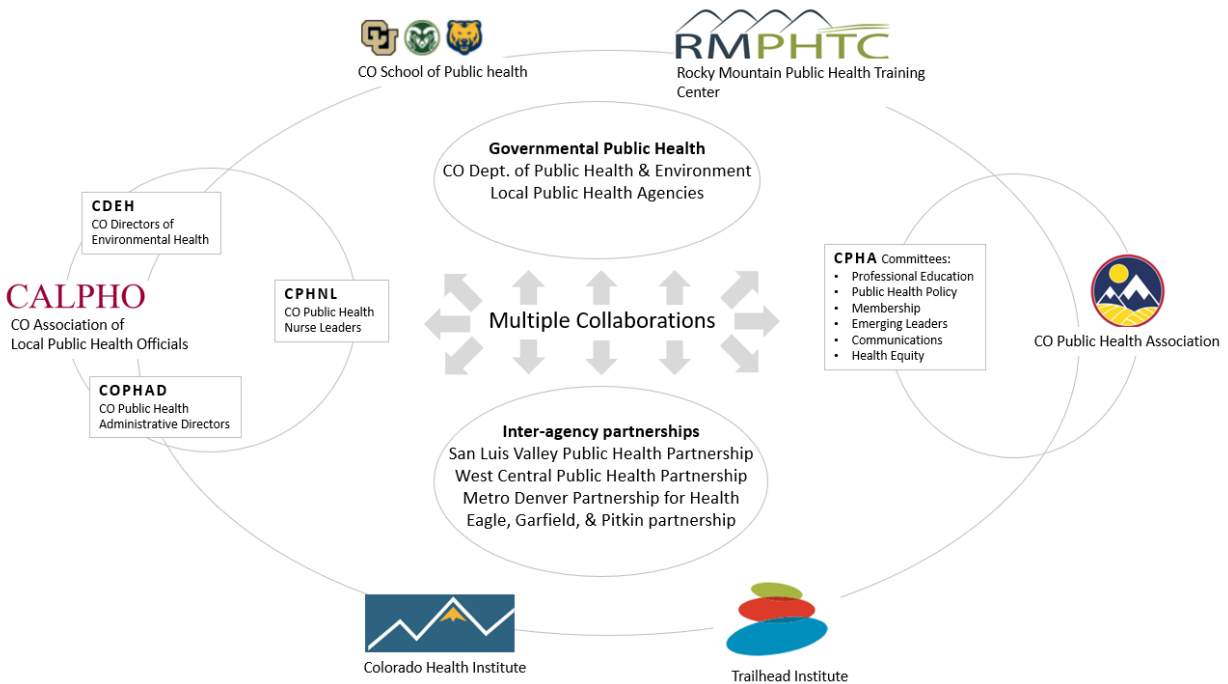 CU
RMPHTC
CO School of Public health
Rocky Mountain Public Health Training
Center
Governmental Public Health
CO Dept. of Public Health & Environment
Local Public Health Agencies
CDEH
CO Directors of
Environmental Health
CALPHO
CO Association of
Local Public Health Officials
CPHNL
CO Public Health
Nurse Leaders
COPHAD
CO Public Health
Administrative Directors
Multiple Collaborations
CPHA Committees:
• Professional Education
• Public Health Policy
• Membership
• Emerging Leaders
• Communications
• Health Equity
CO Public Health Association
Inter-agency partnerships
San Luis Valley Public Health Partnership
West Central Public Health Partnership
Metro Denver Partnership for Health
Eagle, Garfield, & Pitkin partnership
Colorado Health Institute
Trailhead Institute